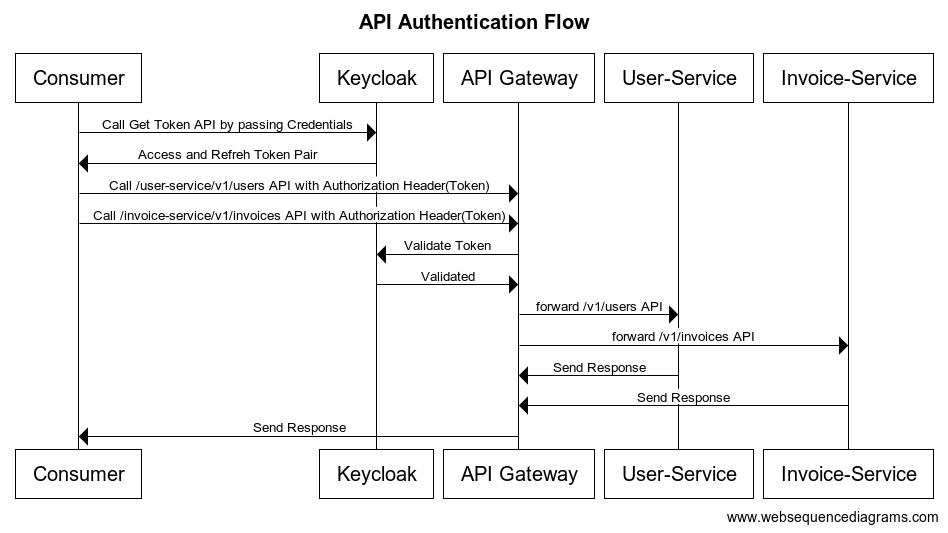 API Authentication Flow
Consumer
Keycloak
API Gateway
User-Service
Invoice-Service
Call Get Token API by passing Credentials
Access and Refreh Token Pair
Call /user-service/v1/users API with Authorization Header(Token)
Call /invoice-service/v1/invoices API with Authorization Header(Token)
Validate Token
Validated
forward /v1/users API
forward /v1/invoices API
Send Response
Send Response
Send Response
Consumer
Keycloak
API Gateway
User-Service
Invoice-Service
www.websequencediagrams.com